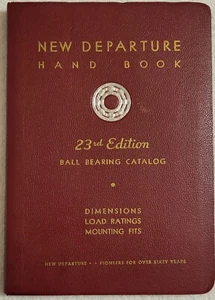 NEW DEPARTURE
HAND BOOK
23rd Edition
BALL BEARING CATALOG
DIMENSIONS
LOAD RATINGS
MOUNTING FITS
NEW DEPARTURE • • PIONEERS FOR OVER SIXTY YEARS